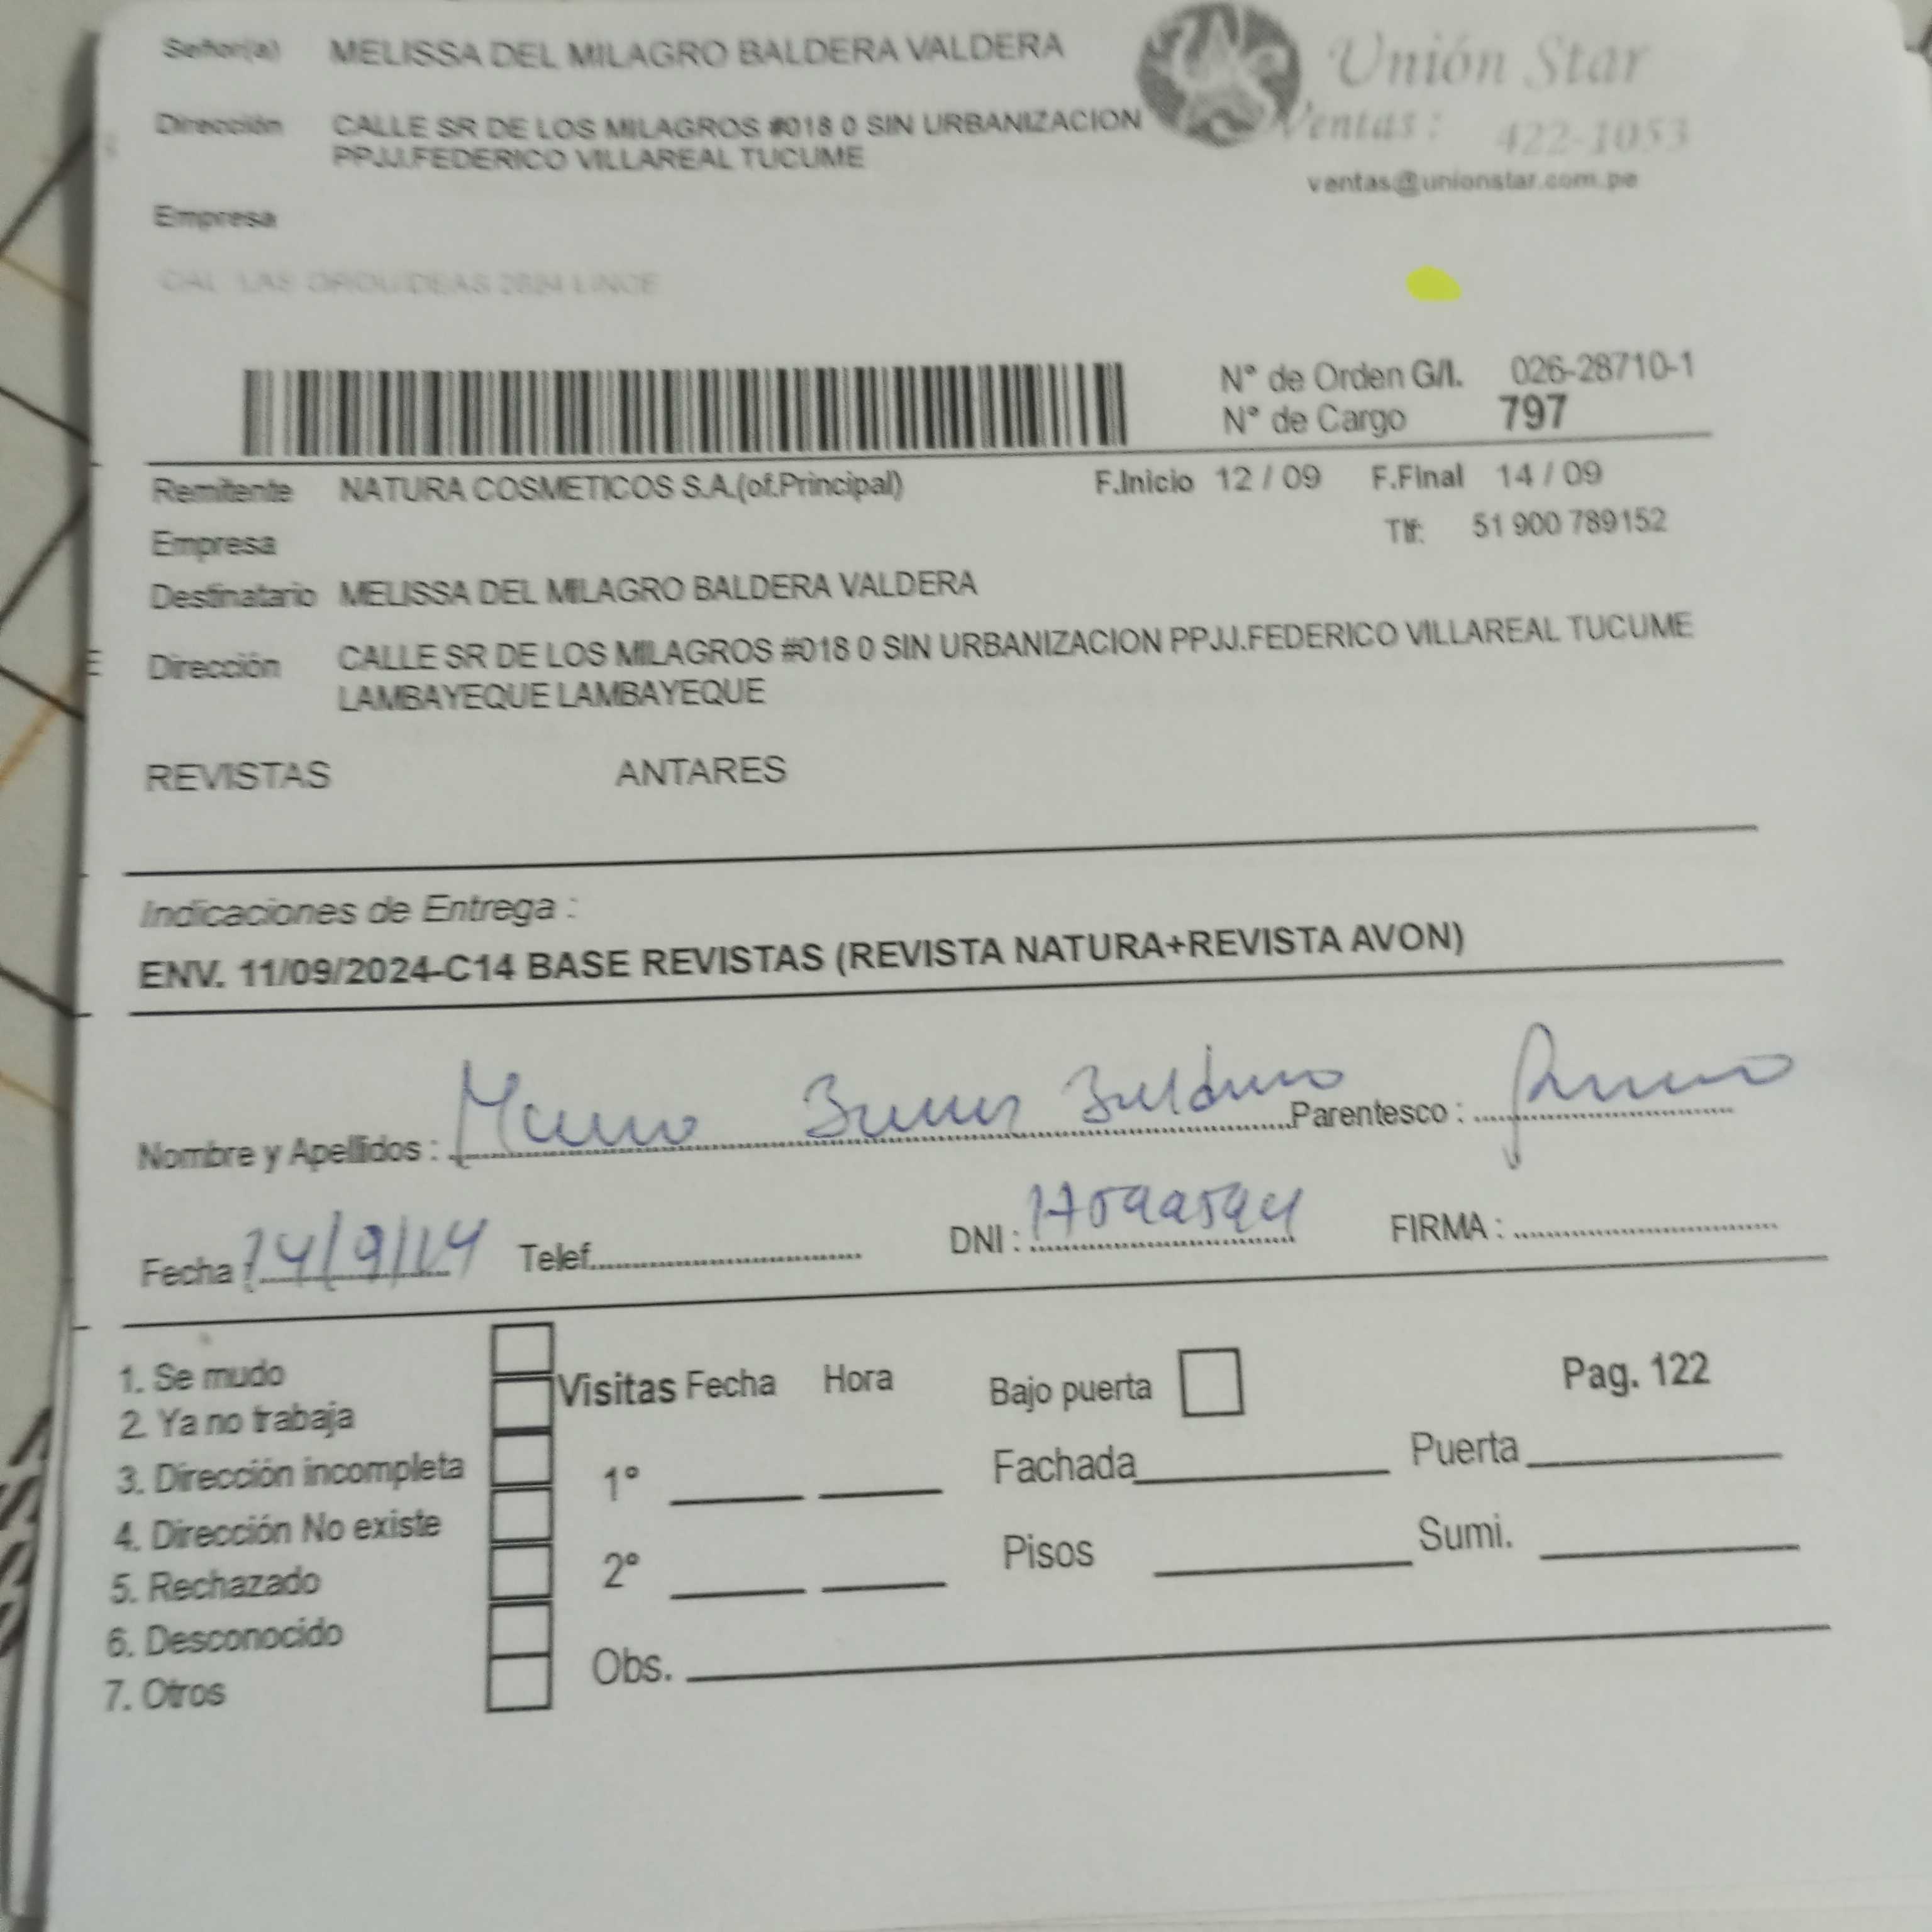 Señor(a) MELISSA DEL MILAGRO BALDERA VALDERA
Unión Star
Dirección CALLE SR DE LOS MILAGROS #018 0 SIN URBANIZACION
PPJJ.FEDERICO VILLAREAL TUCUME
Ventas: 422-1053
ventas@unionstar.com.pe
Empresa
CAL LAS ORQUIDEAS LINCE
N° de Orden G/I. 026-28710-1
N° de Cargo 797
Remitente NATURA COSMETICOS S.A.(of.Principal) F.Inicio 12 / 09 F.Final 14 / 09
Empresa Tlf: 51 900 789152
Destinatario MELISSA DEL MILAGRO BALDERA VALDERA
Dirección CALLE SR DE LOS MILAGROS #018 0 SIN URBANIZACION PPJJ.FEDERICO VILLAREAL TUCUME
LAMBAYEQUE LAMBAYEQUE
REVISTAS ANTARES
Indicaciones de Entrega :
ENV. 11/09/2024-C14 BASE REVISTAS (REVISTA NATURA+REVISTA AVON)
Nombre y Apellidos : Parentesco :
Fecha Telef. DNI : FIRMA :
1. Se mudo
2. Ya no trabaja
3. Dirección incompleta
4. Dirección No existe
5. Rechazado
6. Desconocido
7. Otros
Visitas Fecha Hora
1°
2°
Obs.
Bajo puerta Pag. 122
Fachada Puerta
Pisos Sumi.